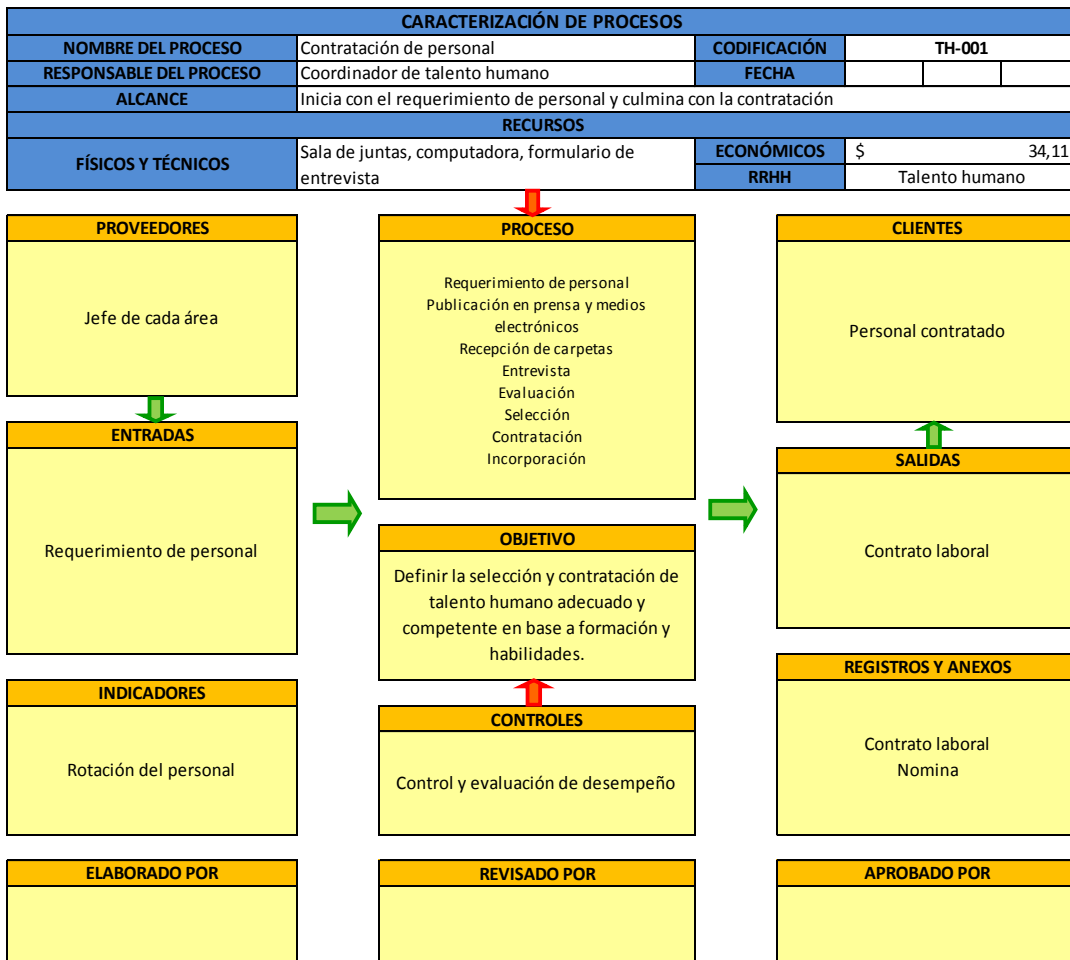 CARACTERIZACIÓN DE PROCESOS
NOMBRE DEL PROCESO Contratación de personal CODIFICACIÓN TH-001
RESPONSABLE DEL PROCESO Coordinador de talento humano FECHA
ALCANCE Inicia con el requerimiento de personal y culmina con la contratación
RECURSOS
FÍSICOS Y TÉCNICOS
Sala de juntas, computadora, formulario de
entrevista
ECONÓMICOS $ 34,11
RRHH Talento humano
PROVEEDORES
Jefe de cada área
ENTRADAS
Requerimiento de personal
INDICADORES
Rotación del personal
PROCESO
Requerimiento de personal
Publicación en prensa y medios
electrónicos
Recepción de carpetas
Entrevista
Evaluación
Selección
Contratación
Incorporación
OBJETIVO
Definir la selección y contratación de
talento humano adecuado y
competente en base a formación y
habilidades.
CONTROLES
Control y evaluación de desempeño
CLIENTES
Personal contratado
SALIDAS
Contrato laboral
REGISTROS Y ANEXOS
Contrato laboral
Nomina
ELABORADO POR
REVISADO POR
APROBADO POR